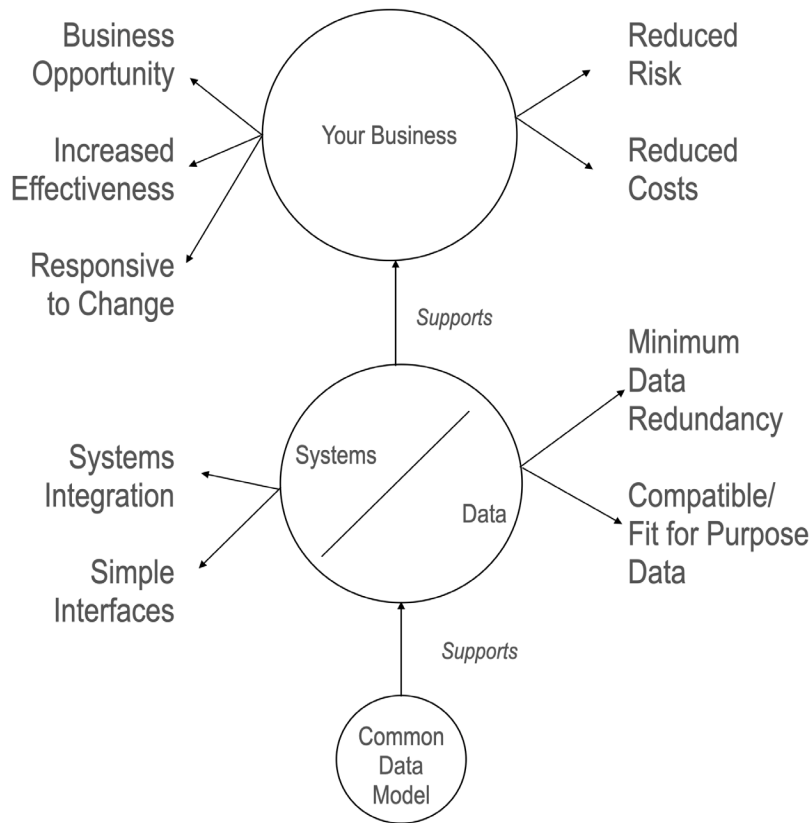 Business
Opportunity
Increased
Effectiveness
Responsive
to Change
Your Business
Reduced
Risk
Reduced
Costs
Supports
Systems
Integration
Simple
Interfaces
Systems
Data
Minimum
Data
Redundancy
Compatible/
Fit for Purpose
Data
Supports
Common
Data
Model